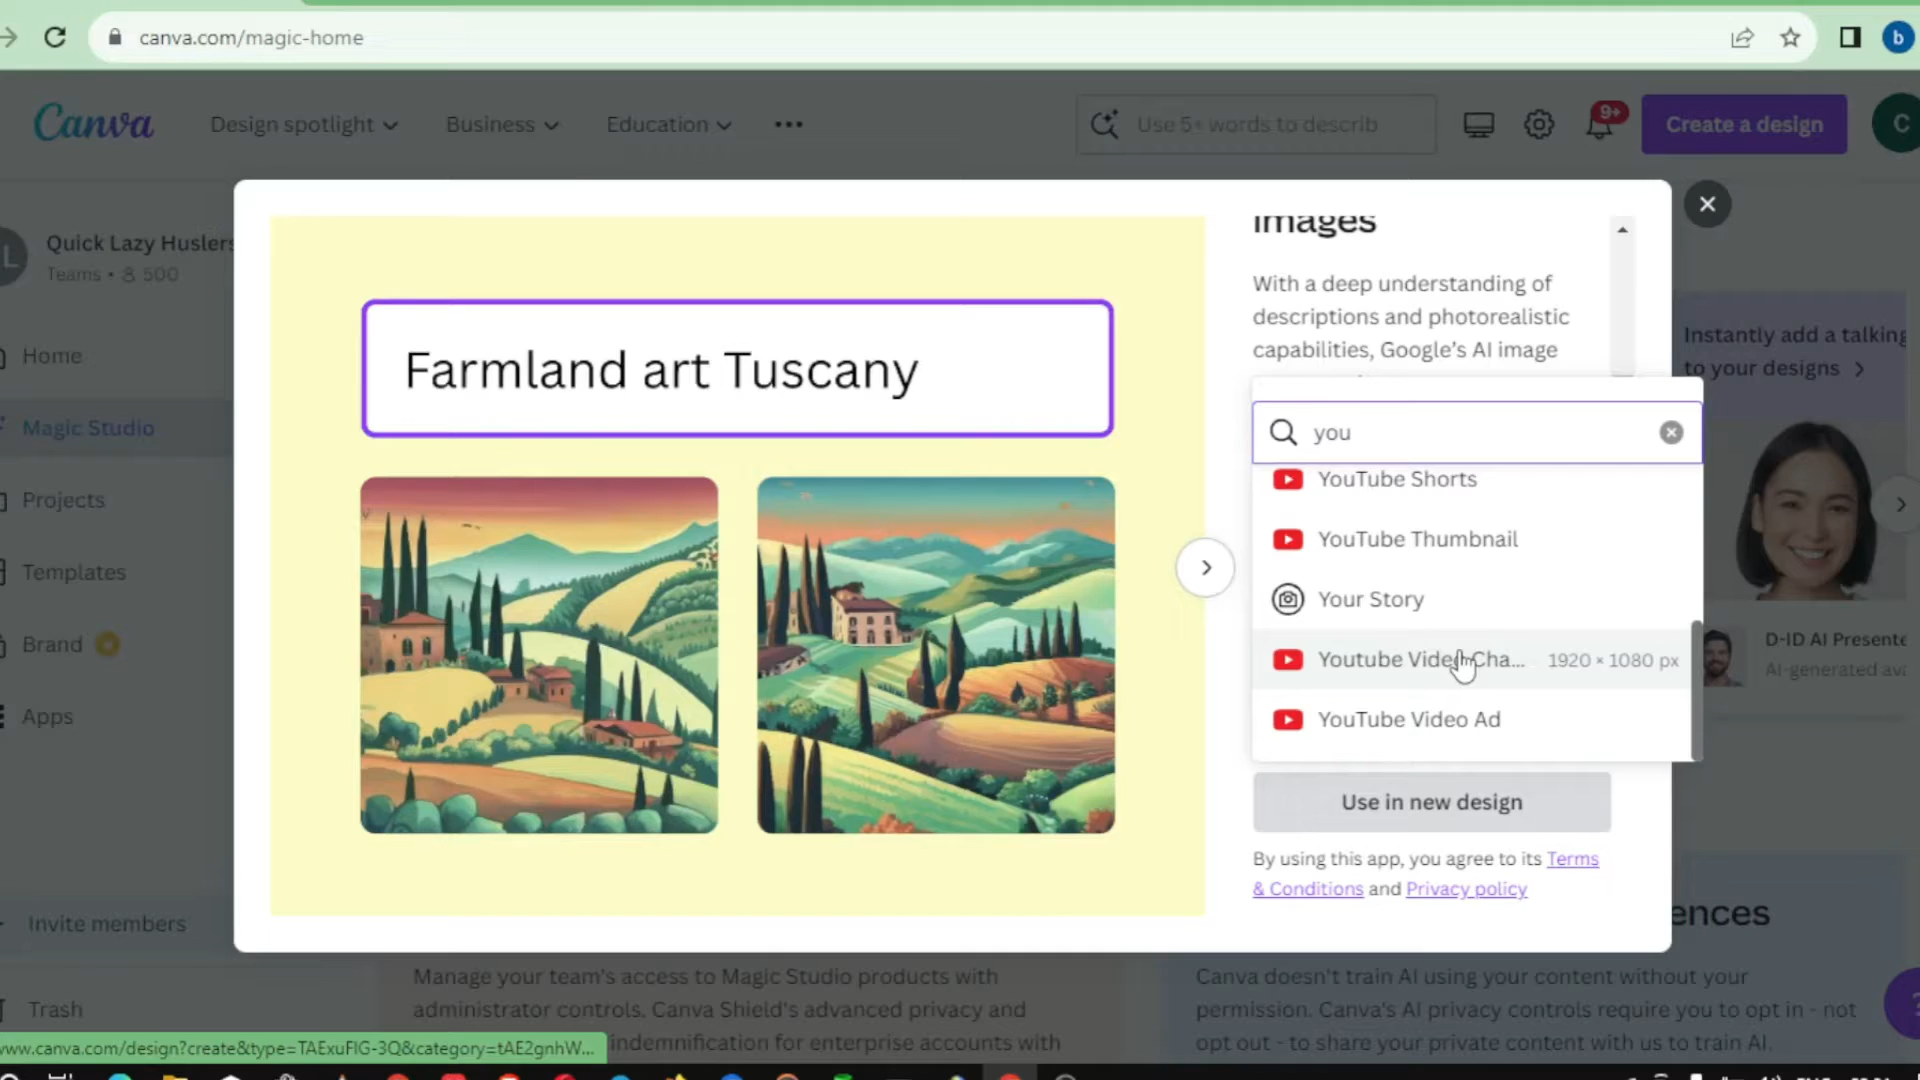 canva.com/magic-home
b
Canva
Design spotlight
Business
Education
Use 5+ words to describ
9+
Create a design
C
L
Quick Lazy Huslers
Teams • 500
Home
Magic Studio
Projects
Templates
Brand
Apps
Invite members
Trash
Farmland art Tuscany
Images
With a deep understanding of
descriptions and photorealistic
capabilities, Google's AI image
you
YouTube Shorts
YouTube Thumbnail
Your Story
Youtube Video Cha... 1920 × 1080 px
YouTube Video Ad
Use in new design
By using this app, you agree to its Terms
& Conditions and Privacy policy
Instantly add a talking
to your designs
D-ID AI Presente
AI-generated ava
ences
Manage your team's access to Magic Studio products with
administrator controls. Canva Shield's advanced privacy and
indemnification for enterprise accounts with
Canva doesn't train AI using your content without your
permission. Canva's AI privacy controls require you to opt in - not
opt out - to share your private content with us to train AI.
www.canva.com/design?create&type=TAExuFlG-3Q&category=tAE2gnhW...